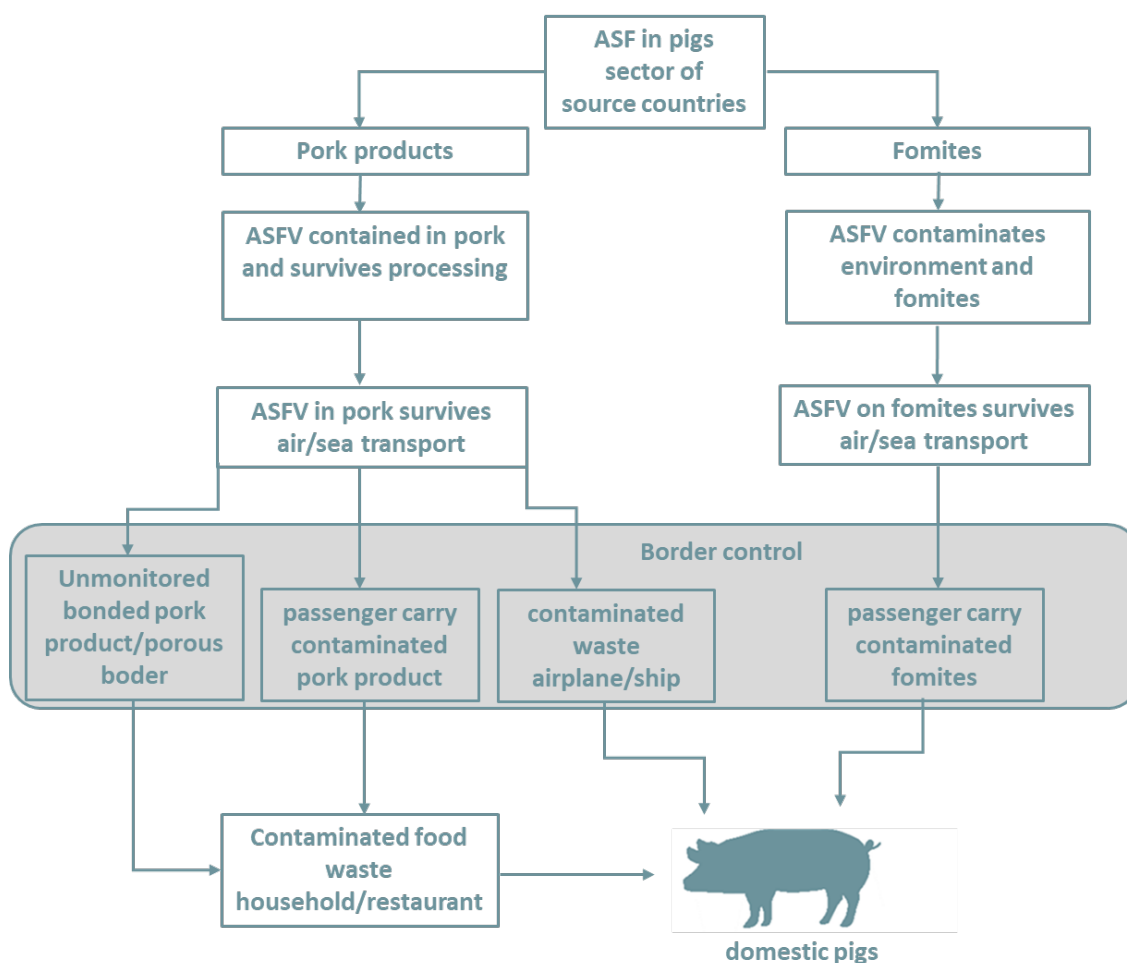 ASF in pigs
sector of
source countries
Pork products
Fomites
ASFV contained in pork
and survives processing
ASFV contaminates
environment and
fomites
ASFV in pork survives
air/sea transport
ASFV on fomites survives
air/sea transport
Border control
Unmonitored
bonded pork
product/porous
boder
passenger carry
contaminated
pork product
contaminated
waste
airplane/ship
passenger carry
contaminated
fomites
Contaminated food
waste
household/restaurant
domestic pigs